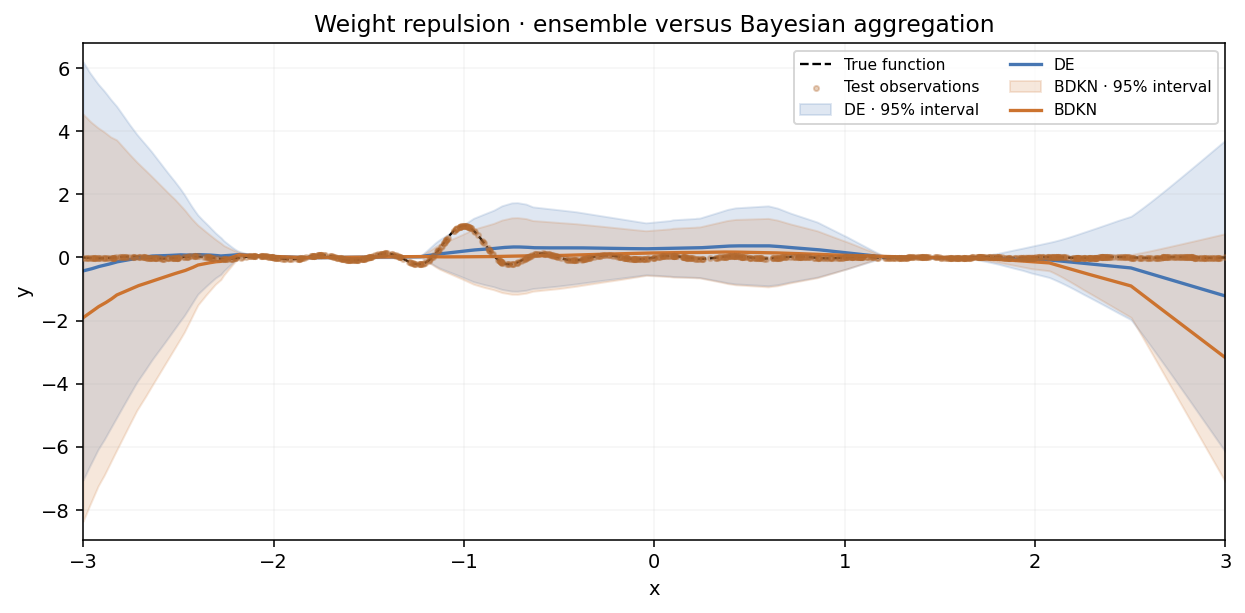 Weight repulsion · ensemble versus Bayesian aggregation
True function
Test observations
DE · 95% interval
DE
BDKN · 95% interval
BDKN
y
6
4
2
0
−2
−4
−6
−8
−3
−2
−1
0
1
2
3
x